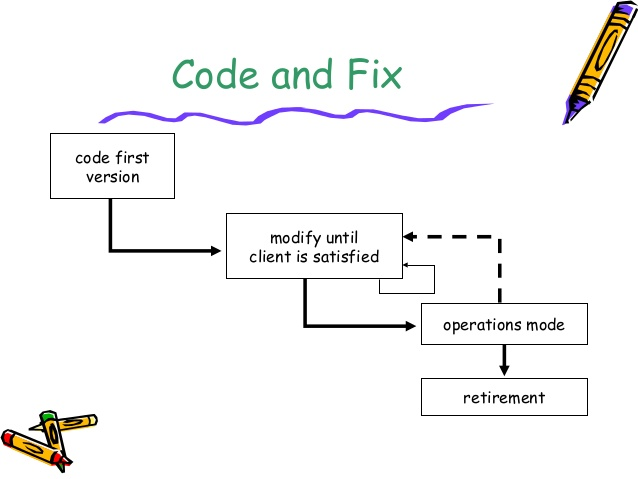 Code and Fix
code first
version
modify until
client is satisfied
operations mode
retirement